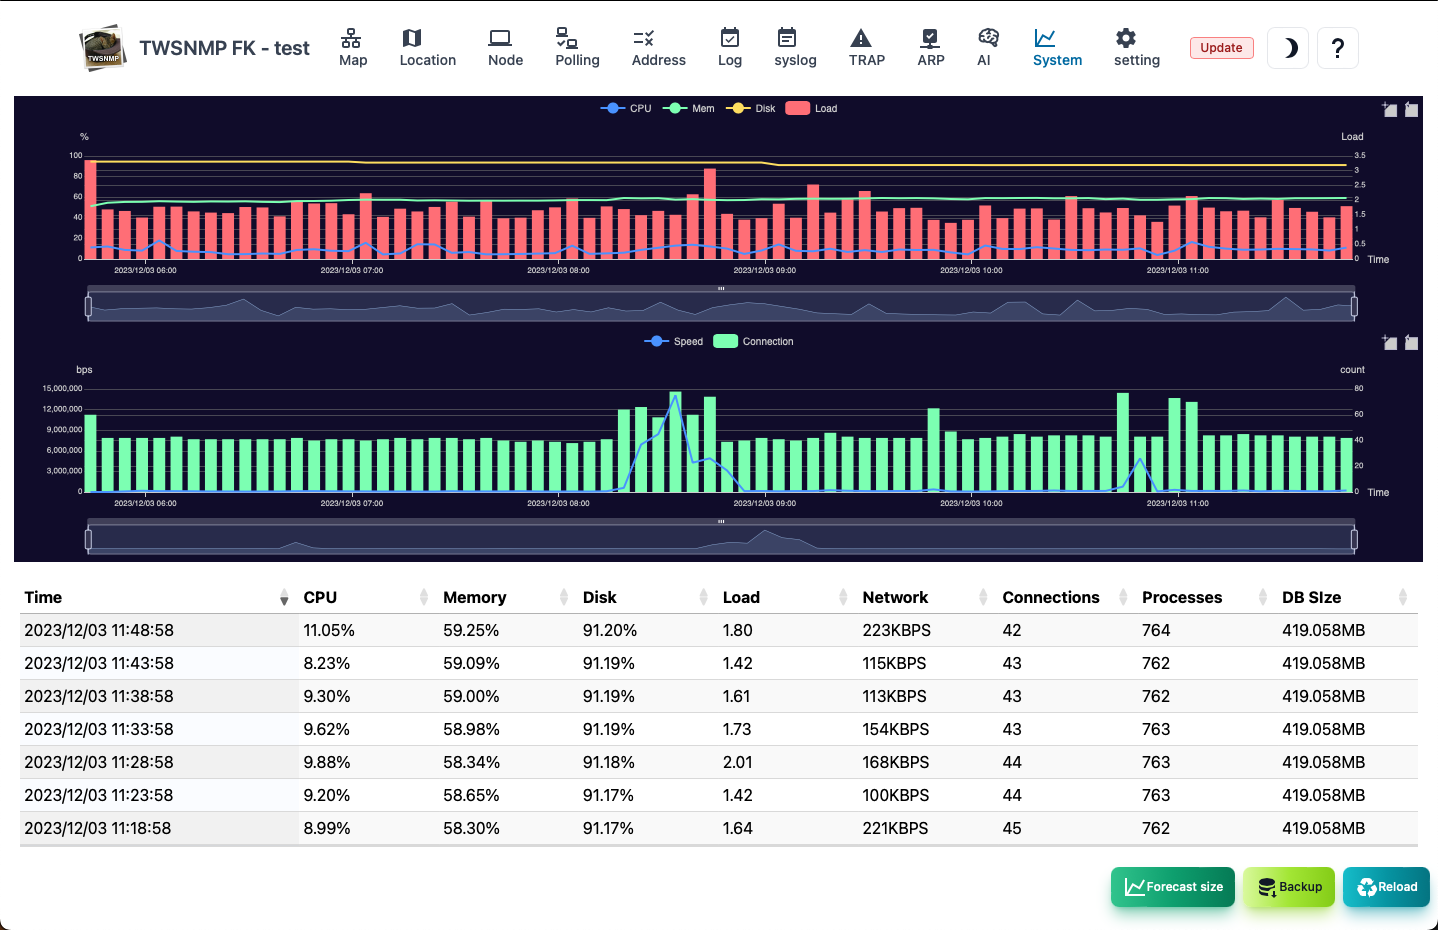 TWSNMP
TWSNMP FK - test
Map
Location
Node
Polling
Address
Log
syslog
TRAP
ARP
AI
System
setting
Update
?
CPU Mem Disk Load
% Load
100
80
60
40
20
0
3.5
3
2.5
2
1.5
1
0.5
0
2023/12/03 06:00 2023/12/03 07:00 2023/12/03 08:00 2023/12/03 09:00 2023/12/03 10:00 2023/12/03 11:00 Time
Speed Connection
bps count
15,000,000
12,000,000
9,000,000
6,000,000
3,000,000
0
80
60
40
20
0
2023/12/03 06:00 2023/12/03 07:00 2023/12/03 08:00 2023/12/03 09:00 2023/12/03 10:00 2023/12/03 11:00 Time
Time CPU Memory Disk Load Network Connections Processes DB SIze
2023/12/03 11:48:58 11.05% 59.25% 91.20% 1.80 223KBPS 42 764 419.058MB
2023/12/03 11:43:58 8.23% 59.09% 91.19% 1.42 115KBPS 43 762 419.058MB
2023/12/03 11:38:58 9.30% 59.00% 91.19% 1.61 113KBPS 43 762 419.058MB
2023/12/03 11:33:58 9.62% 58.98% 91.19% 1.73 154KBPS 43 763 419.058MB
2023/12/03 11:28:58 9.88% 58.34% 91.18% 2.01 168KBPS 44 763 419.058MB
2023/12/03 11:23:58 9.20% 58.65% 91.17% 1.42 100KBPS 44 763 419.058MB
2023/12/03 11:18:58 8.99% 58.30% 91.17% 1.64 221KBPS 45 762 419.058MB
Forecast size Backup Reload